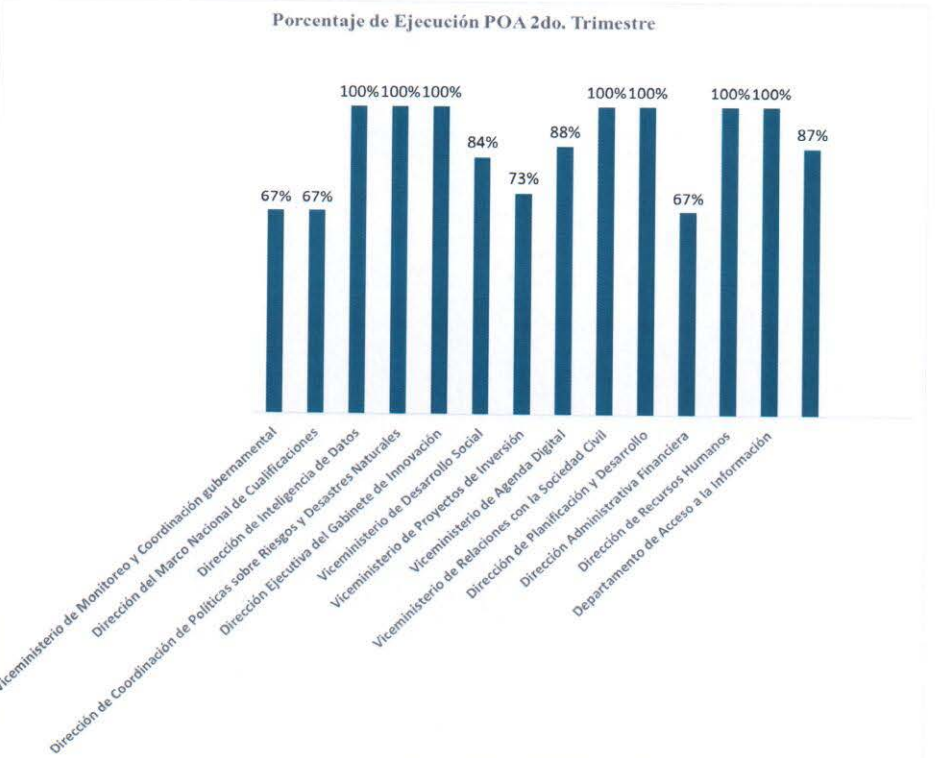 Porcentaje de Ejecución POA 2do. Trimestre
67%
67%
100%
100%
100%
84%
73%
88%
100%
100%
67%
100%
100%
87%
Viceministerio de Monitoreo y Coordinación gubernamental
Dirección del Marco Nacional de Cualificaciones
Dirección de Inteligencia de Datos
Dirección de Coordinación de Políticas sobre Riesgos y Desastres Naturales
Dirección Ejecutiva del Gabinete de Innovación
Viceministerio de Desarrollo Social
Viceministerio de Proyectos de Inversión
Viceministerio de Agenda Digital
Viceministerio de Relaciones con la Sociedad Civil
Dirección de Planificación y Desarrollo
Dirección Administrativa Financiera
Dirección de Recursos Humanos
Departamento de Acceso a la Información